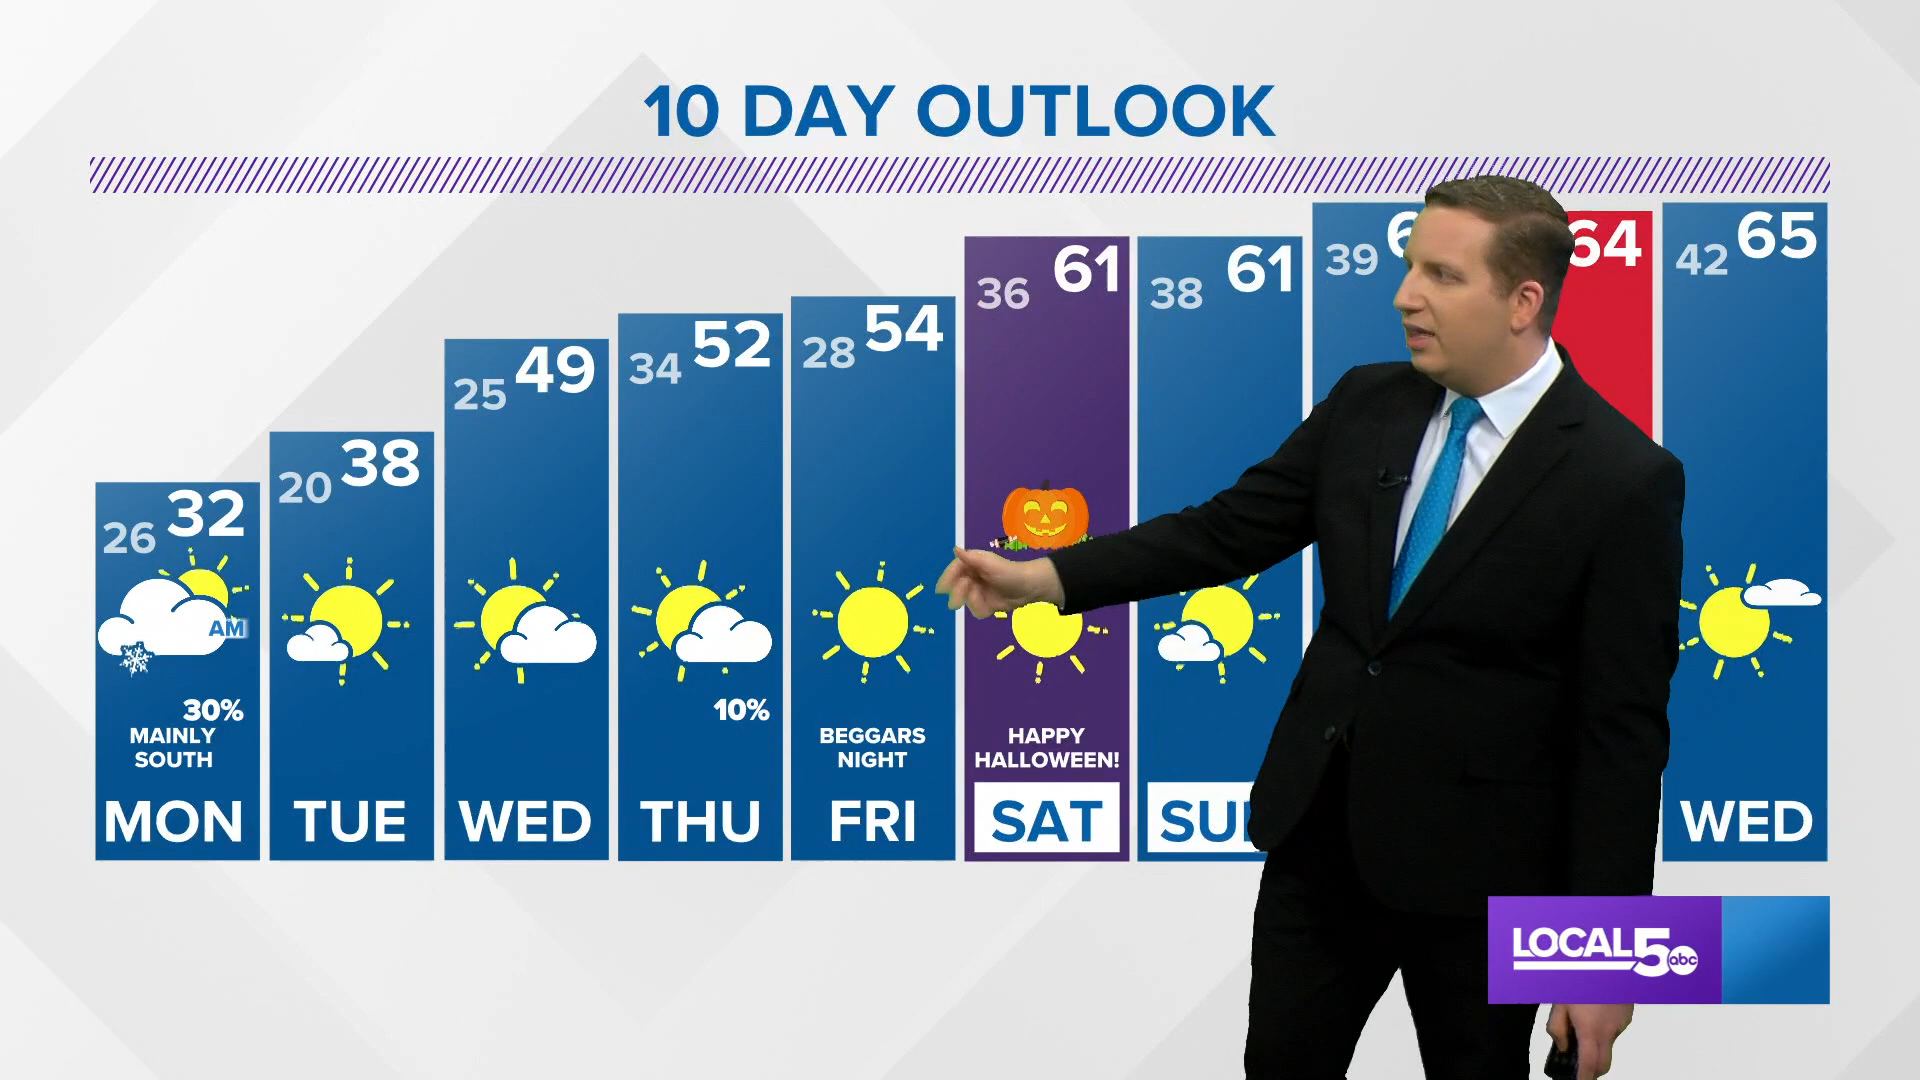 10 DAY OUTLOOK
26 32
AM
30%
MAINLY
SOUTH
MON
20 38
TUE
25 49
WED
34 52
10%
THU
28 54
BEGGARS
NIGHT
FRI
36 61
HAPPY
HALLOWEEN!
SAT
38 61
39
64
42 65
WED
LOCAL 5 abc